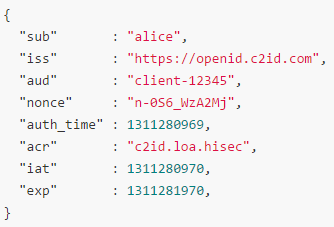 {
"sub" : "alice",
"iss" : "https://openid.c2id.com",
"aud" : "client-12345",
"nonce" : "n-0S6_WzA2Mj",
"auth_time" : 1311280969,
"acr" : "c2id.loa.hisec",
"iat" : 1311280970,
"exp" : 1311281970,
}